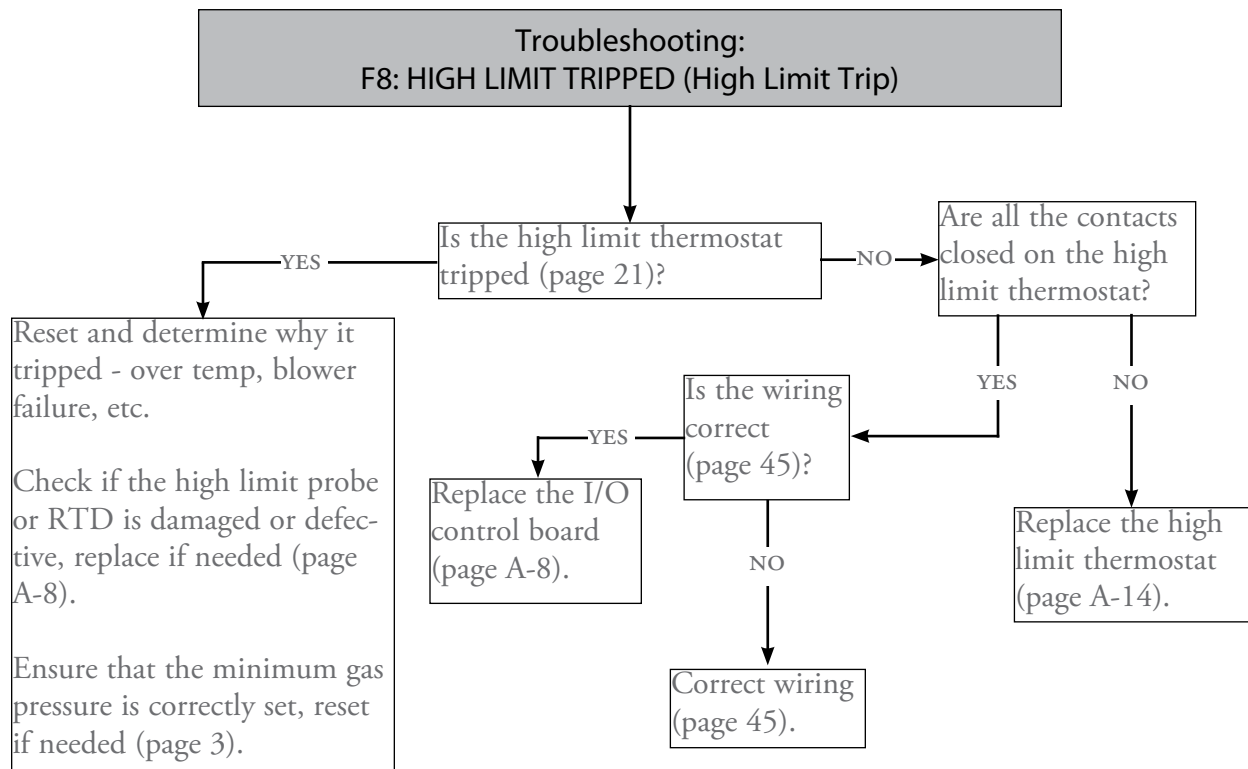 Troubleshooting:
F8: HIGH LIMIT TRIPPED (High Limit Trip)
Is the high limit thermostat
tripped (page 21)?
YES
NO
Are all the contacts
closed on the high
limit thermostat?
Reset and determine why it
tripped - over temp, blower
failure, etc.
Check if the high limit probe
or RTD is damaged or defec-
tive, replace if needed (page
A-8).
Ensure that the minimum gas
pressure is correctly set, reset
if needed (page 3).
YES
NO
Is the wiring
correct
(page 45)?
YES
NO
Replace the I/O
control board
(page A-8).
Correct wiring
(page 45).
Replace the high
limit thermostat
(page A-14).